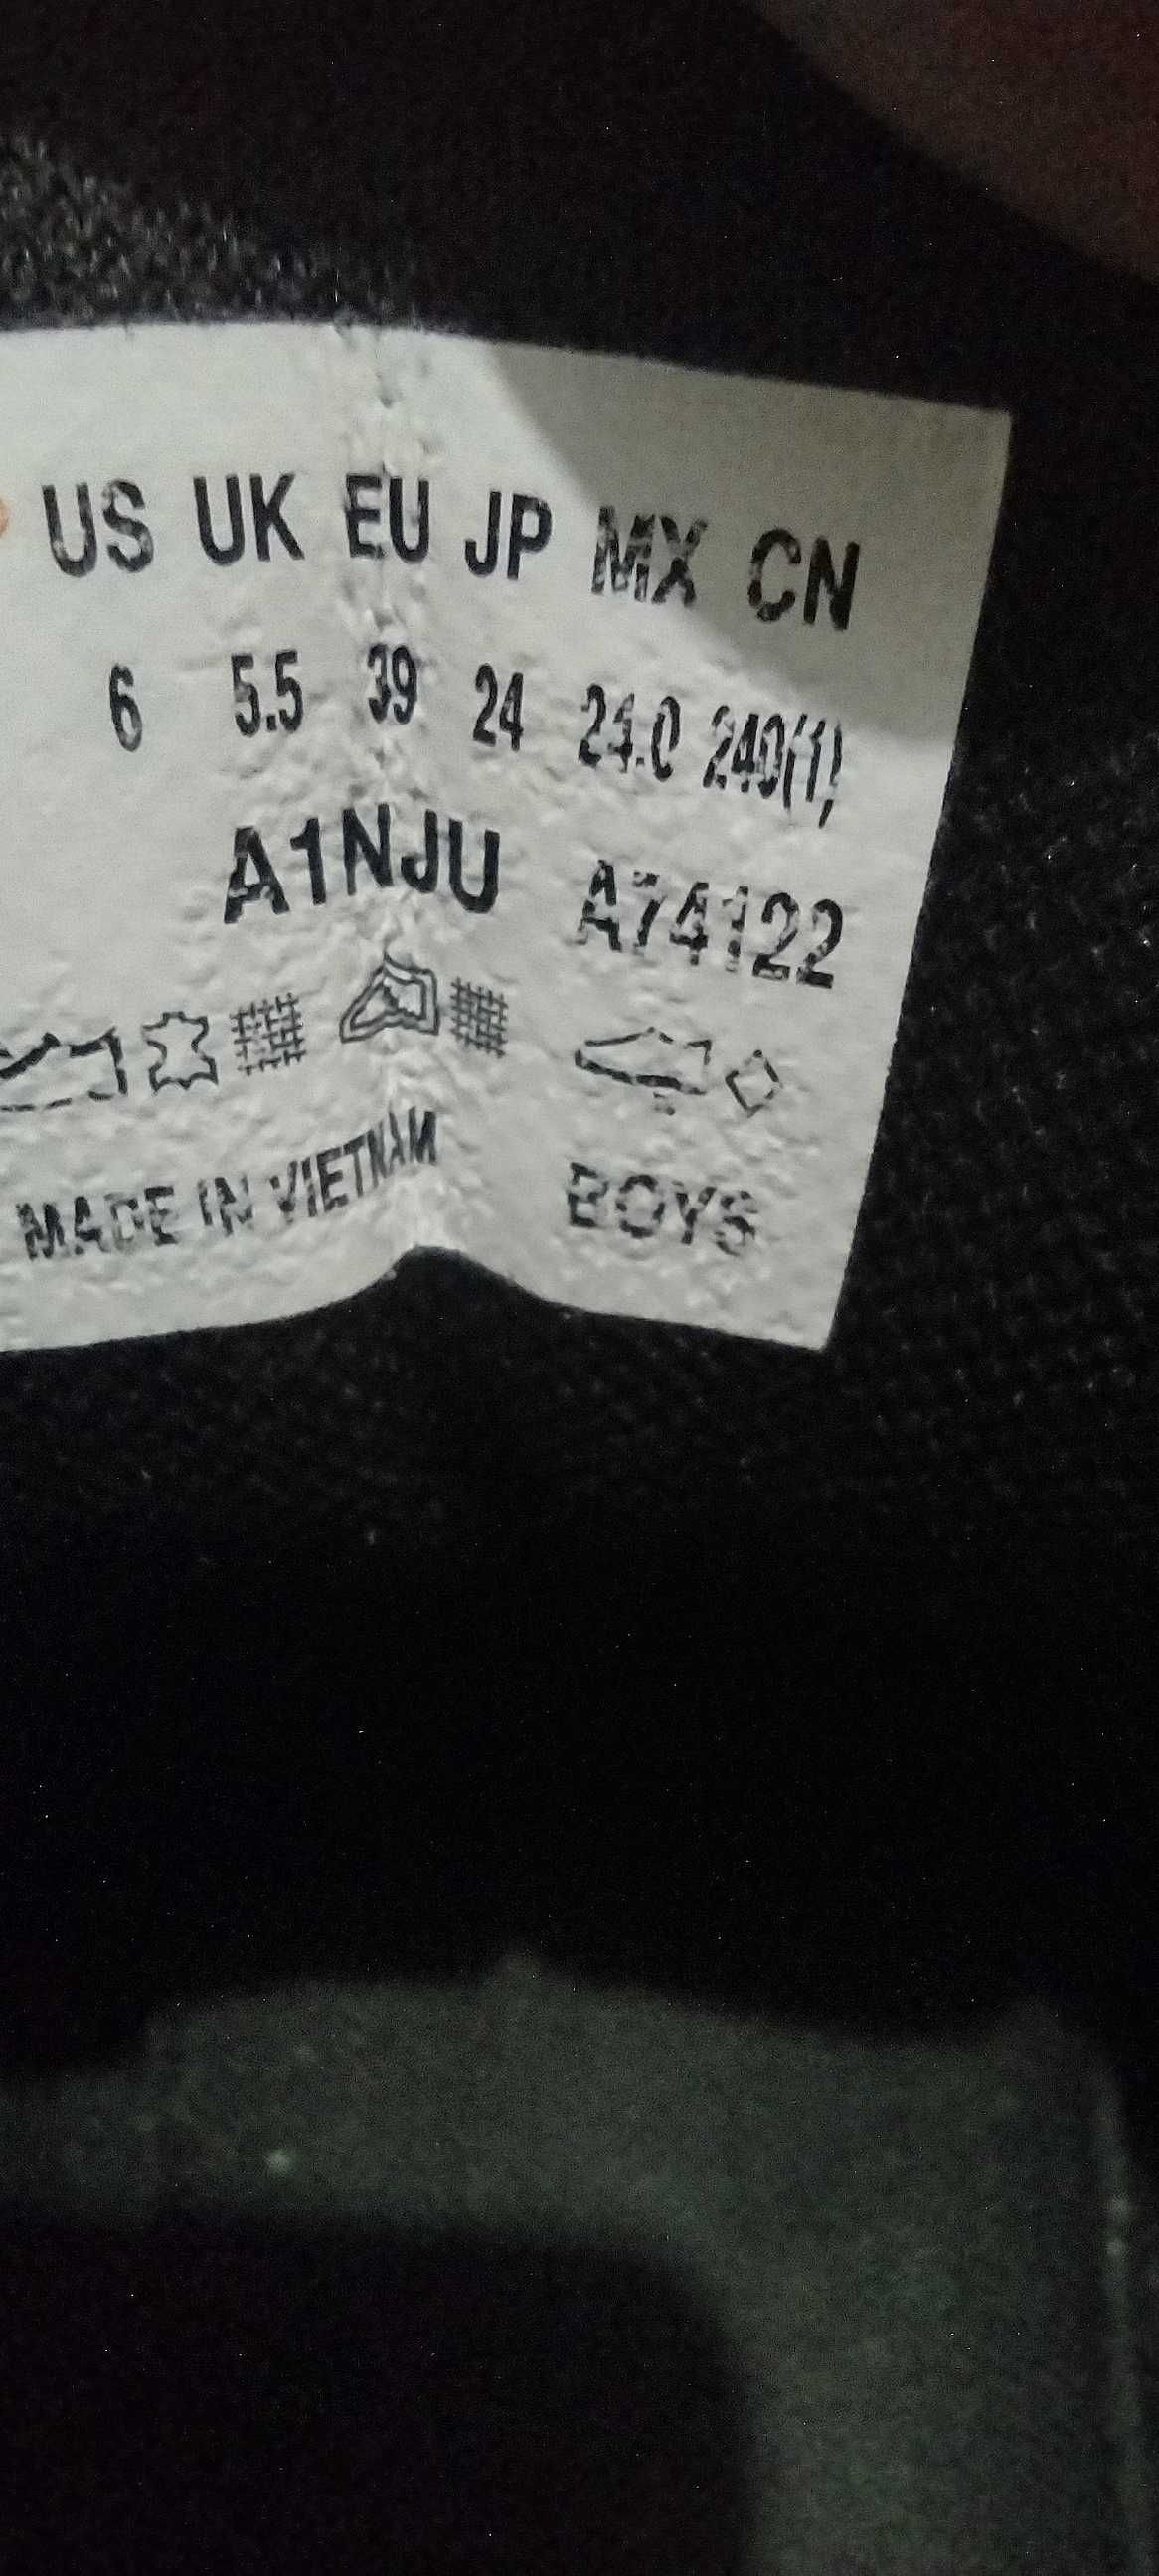 US UK EU JP MX CN
6 5.5 39 24 24.0 240(1)
A1NJU A74122
MADE IN VIETNAM BOYS